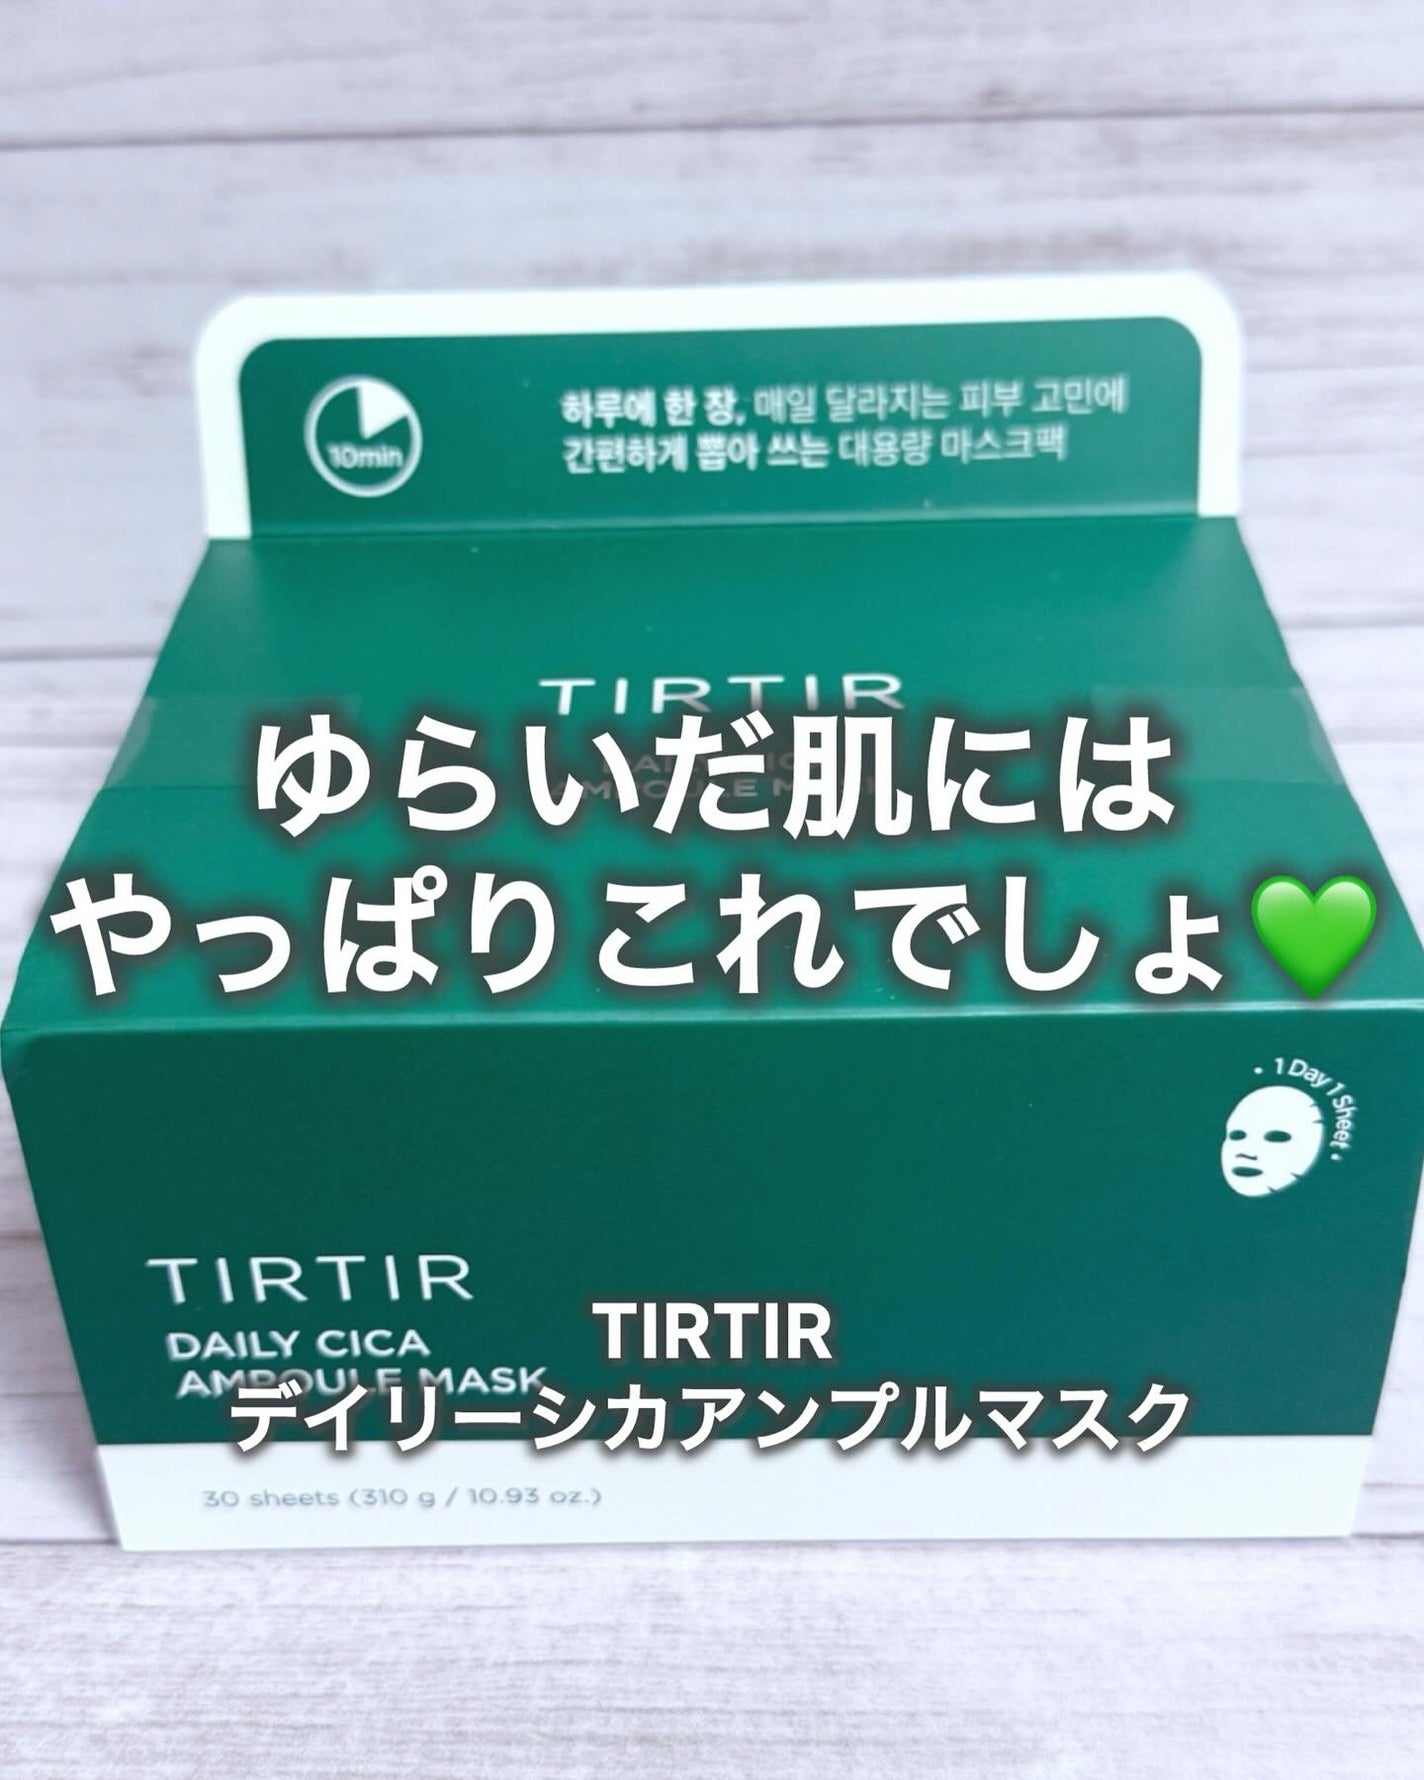 10min
하루에 한 장, 매일 달라지는 피부 고민에
간편하게 뽑아 쓰는 대용량 마스크팩
TIRTIR
ゆらいだ肌には
やっぱりこれでしょ💚
AMPOULE
· 1 Day 1 Sheet ·
TIRTIR
DAILY CICA
AMPOULE MASK
TIRTIR
デイリーシカアンプルマスク
30 sheets (310 g / 10.93 oz.)